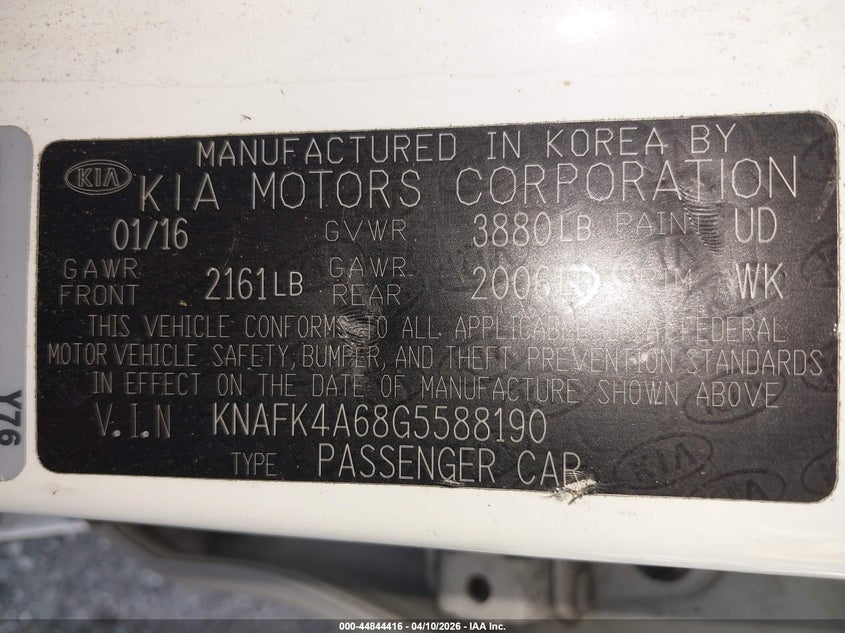 MANUFACTURED IN KOREA BY
KIA KIA MOTORS CORPORATION
01/16 GVWR 3880LB PAINT UD
GAWR FRONT 2161LB GAWR REAR WK
THIS VEHICLE CONFORMS TO ALL APPLICABLE FEDERAL
MOTOR VEHICLE SAFETY, BUMPER, AND THEFT PREVENTION STANDARDS
IN EFFECT ON THE DATE OF MANUFACTURE SHOWN ABOVE
V.I.N KNAFK4A68G5588190
TYPE PASSENGER CAR
Y76
KIA
000-44844416 - 04/10/2026 - IAA Inc.